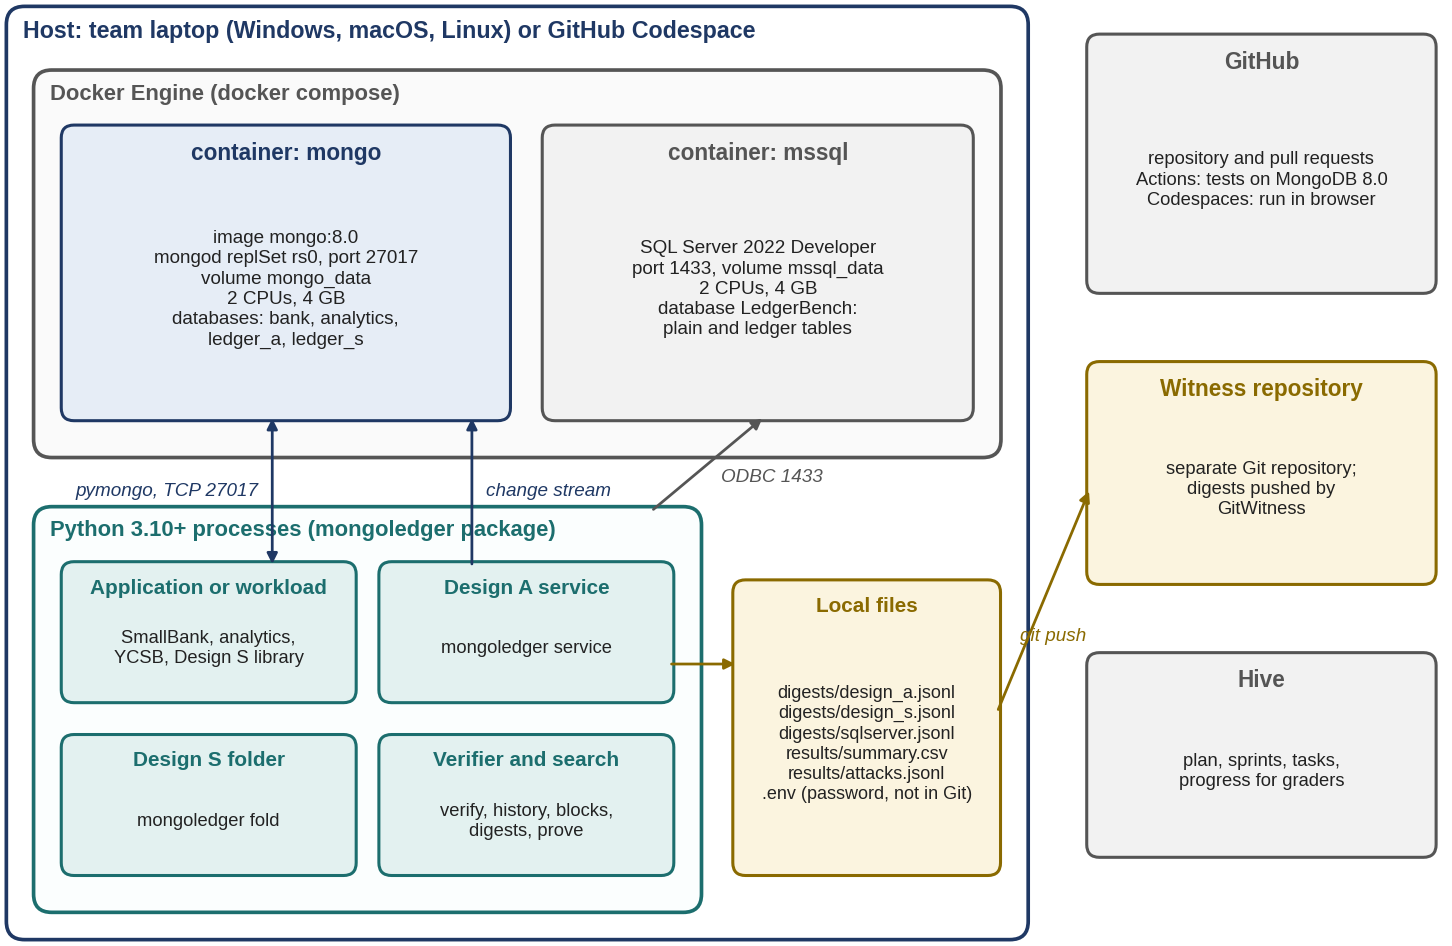 Host: team laptop (Windows, macOS, Linux) or GitHub Codespace
Docker Engine (docker compose)
container: mongo
image mongo:8.0
mongod replSet rs0, port 27017
volume mongo_data
2 CPUs, 4 GB
databases: bank, analytics,
ledger_a, ledger_s
container: mssql
SQL Server 2022 Developer
port 1433, volume mssql_data
2 CPUs, 4 GB
database LedgerBench:
plain and ledger tables
pymongo, TCP 27017
change stream
ODBC 1433
Python 3.10+ processes (mongoledger package)
Application or workload
SmallBank, analytics,
YCSB, Design S library
Design A service
mongoledger service
Design S folder
mongoledger fold
Verifier and search
verify, history, blocks,
digests, prove
Local files
digests/design_a.jsonl
digests/design_s.jsonl
digests/sqlserver.jsonl
results/summary.csv
results/attacks.jsonl
.env (password, not in Git)
git push
GitHub
repository and pull requests
Actions: tests on MongoDB 8.0
Codespaces: run in browser
Witness repository
separate Git repository;
digests pushed by
GitWitness
Hive
plan, sprints, tasks,
progress for graders